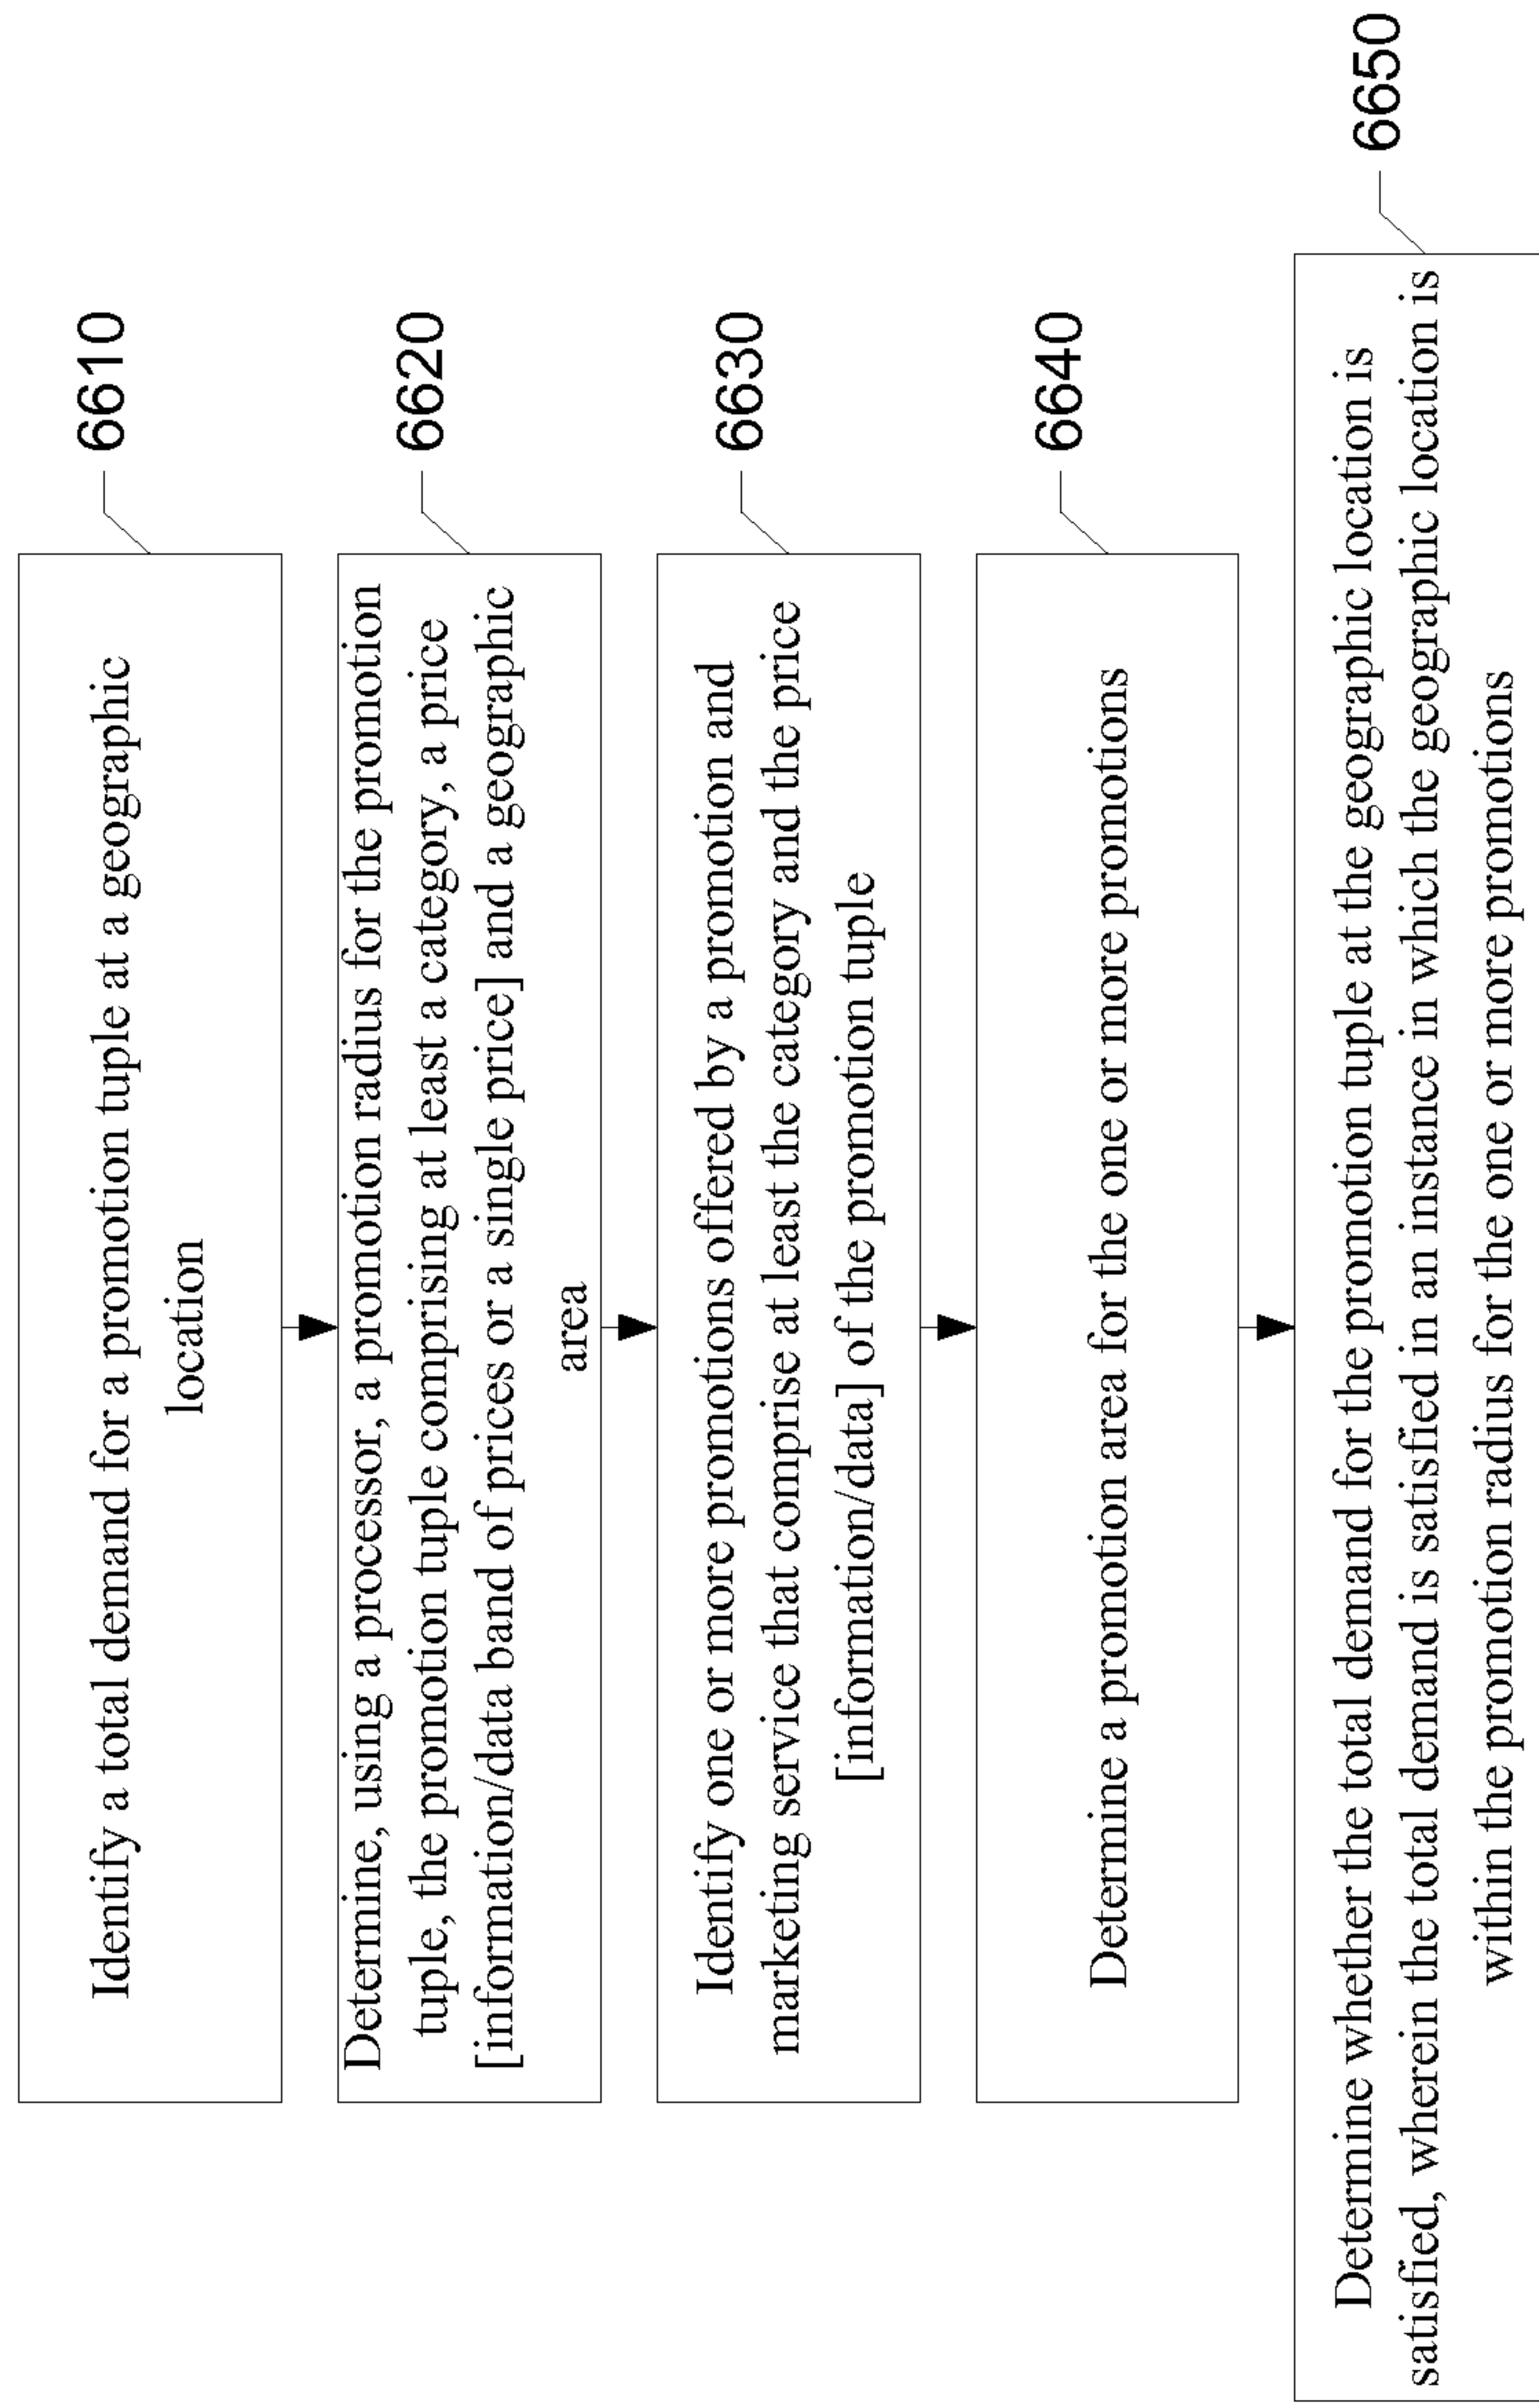 Identify a total demand for a promotion tuple at a geographic
location
6610
Determine, using a processor, a promotion radius for the promotion
tuple, the promotion tuple comprising at least a category, a price
[information/data band of prices or a single price] and a geographic
area
6620
Identify one or more promotions offered by a promotion and
marketing service that comprise at least the category and the price
[information/data] of the promotion tuple
6630
Determine a promotion area for the one or more promotions
6640
Determine whether the total demand for the promotion tuple at the geographic location is
satisfied, wherein the total demand is satisfied in an instance in which the geographic location is
within the promotion radius for the one or more promotions
6650